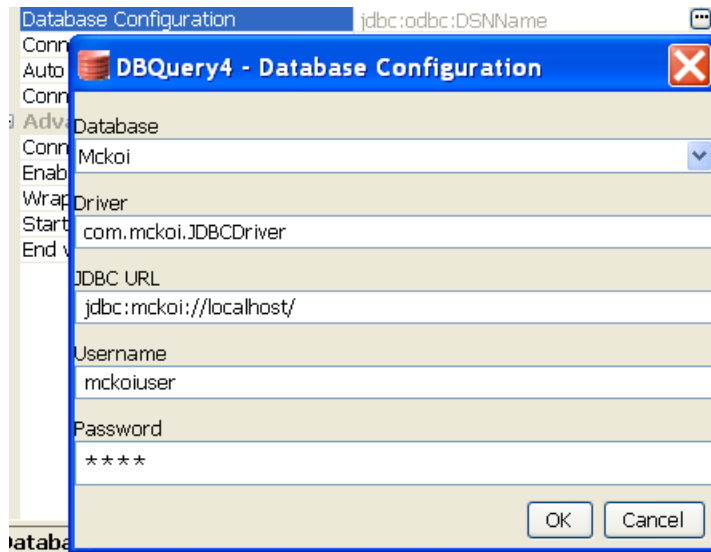 Database Configuration jdbc:odbc:DSNName
Conn
DBQuery4 - Database Configuration
Auto
Conn
Adva
Database
Conn
Mckoi
Enab
Wrap
Driver
Start
com.mckoi.JDBCDriver
End v
JDBC URL
jdbc:mckoi://localhost/
Username
mckoiuser
Password
****
OK Cancel
Databa